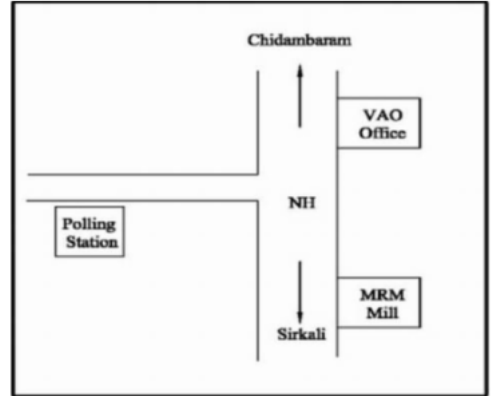 Chidambaram
VAO
Office
NH
Polling
Station
MRM
Mill
Sirkali